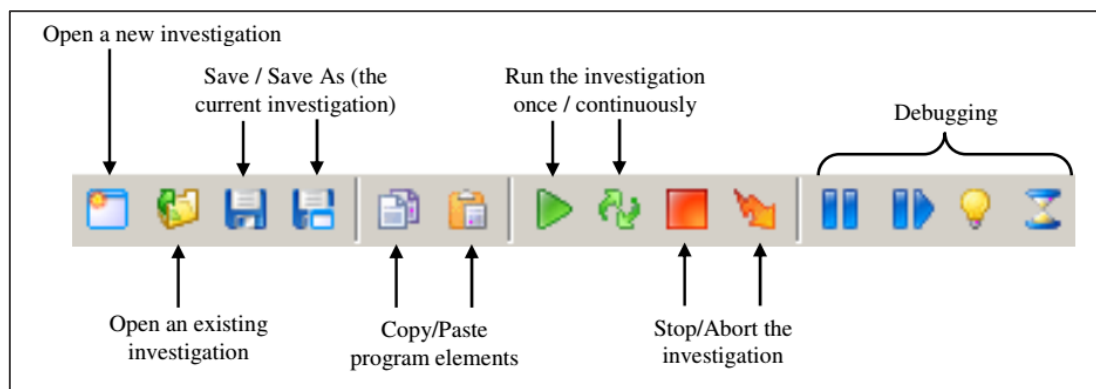 Open a new investigation
Save / Save As (the
current investigation)
Run the investigation
once / continuously
Debugging
Open an existing
investigation
Copy/Paste
program elements
Stop/Abort the
investigation